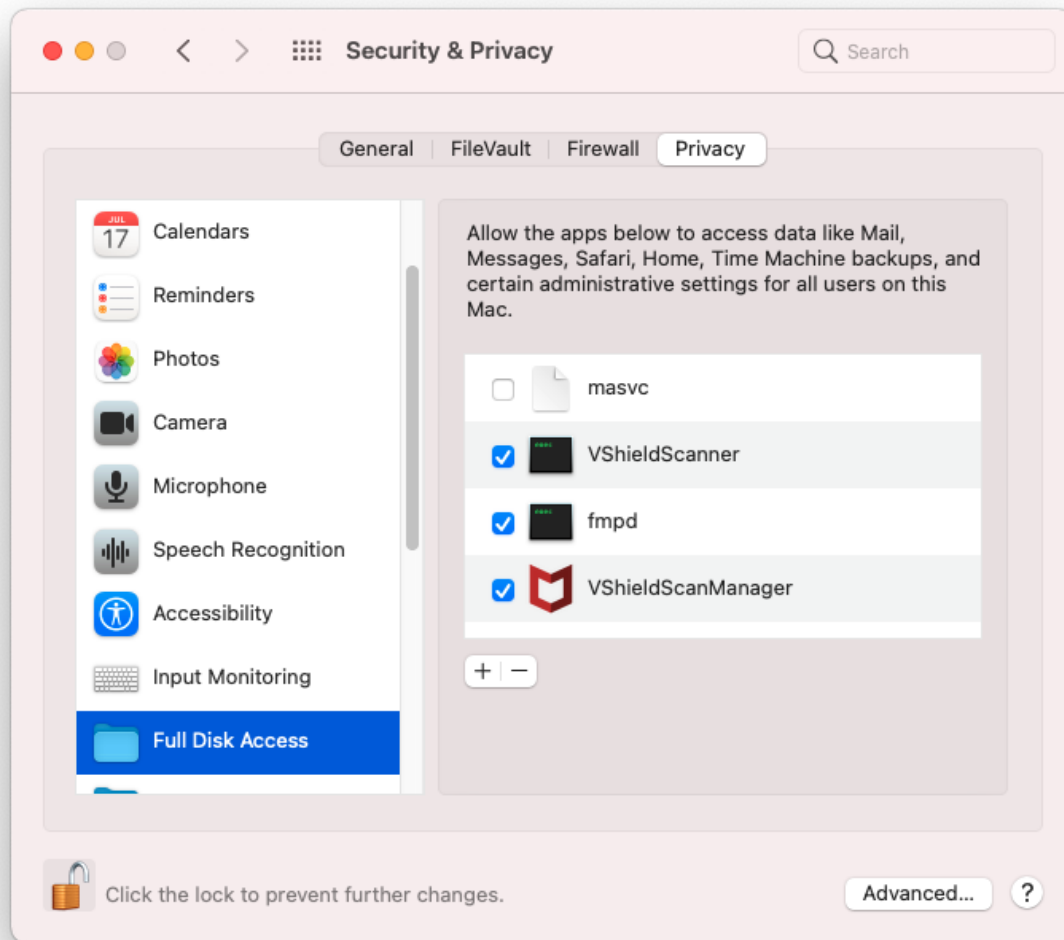 Security & Privacy
Search
General
FileVault
Firewall
Privacy
JUL
17
Calendars
Reminders
Photos
Camera
Microphone
Speech Recognition
Accessibility
Input Monitoring
Full Disk Access
Allow the apps below to access data like Mail,
Messages, Safari, Home, Time Machine backups, and
certain administrative settings for all users on this
Mac.
masvc
exec
VShieldScanner
exec
fmpd
VShieldScanManager
+
−
Click the lock to prevent further changes.
Advanced...
?